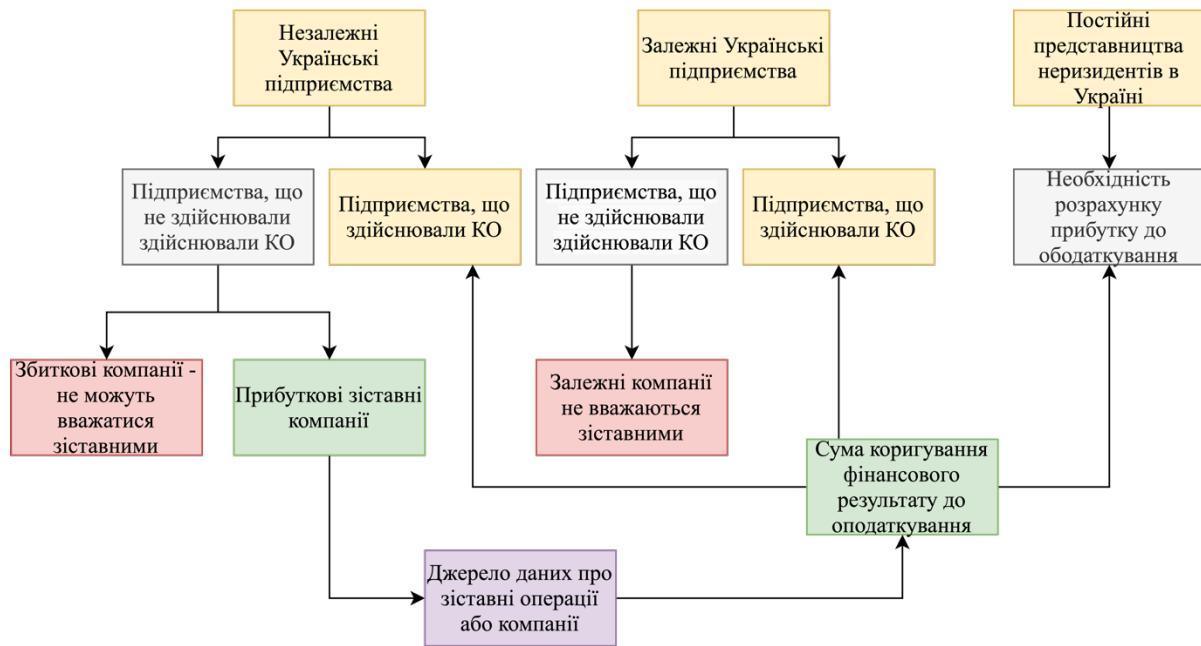 Незалежні
Українські
підприємства
Залежні Українські
підприємства
Постійні
представництва
неризидентів в
Україні
Підприємства, що
не здійснювали
здійснювали КО
Підприємства, що
здійснювали КО
Підприємства, що
не здійснювали
здійснювали КО
Підприємства, що
здійснювали КО
Необхідність
розрахунку
прибутку до
ободаткування
Збиткові компанії -
не можуть
вважатися
зіставними
Прибуткові зіставні
компанії
Залежні компанії
не вважаються
зіставними
Сума коригування
фінансового
результату до
оподаткування
Джерело даних про
зіставні операції
або компанії